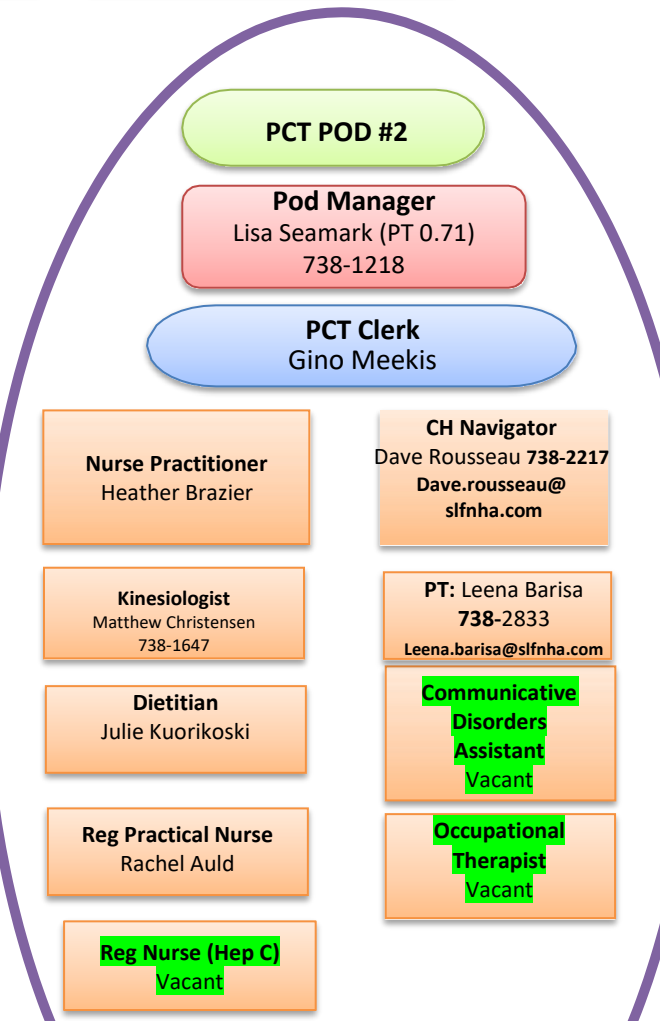 PCT POD #2
Pod Manager
Lisa Seamark (PT 0.71)
738-1218
PCT Clerk
Gino Meekis
Nurse Practitioner
Heather Brazier
CH Navigator
Dave Rousseau 738-2217
Dave.rousseau@
slfnha.com
Kinesiologist
Matthew Christensen
738-1647
PT: Leena Barisa
738-2833
Leena.barisa@slfnha.com
Dietitian
Julie Kuorikoski
Communicative
Disorders
Assistant
Vacant
Reg Practical Nurse
Rachel Auld
Occupational
Therapist
Vacant
Reg Nurse (Hep C)
Vacant